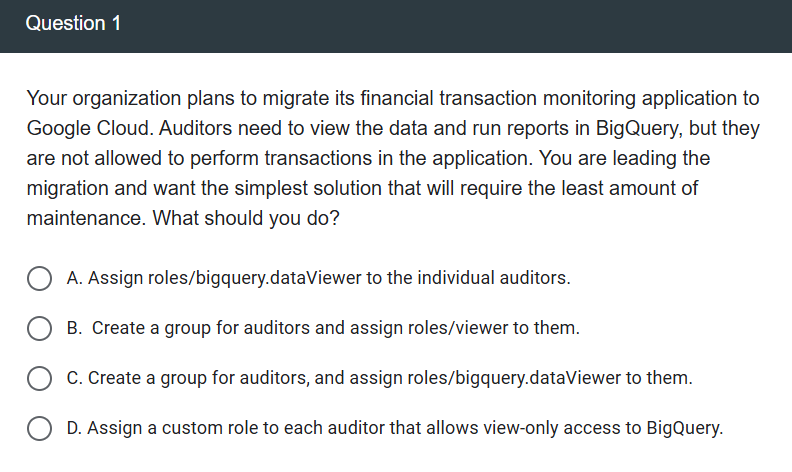 Question 1
Your organization plans to migrate its financial transaction monitoring application to
Google Cloud. Auditors need to view the data and run reports in BigQuery, but they
are not allowed to perform transactions in the application. You are leading the
migration and want the simplest solution that will require the least amount of
maintenance. What should you do?
A. Assign roles/bigquery.dataViewer to the individual auditors.
B. Create a group for auditors and assign roles/viewer to them.
C. Create a group for auditors, and assign roles/bigquery.dataViewer to them.
D. Assign a custom role to each auditor that allows view-only access to BigQuery.